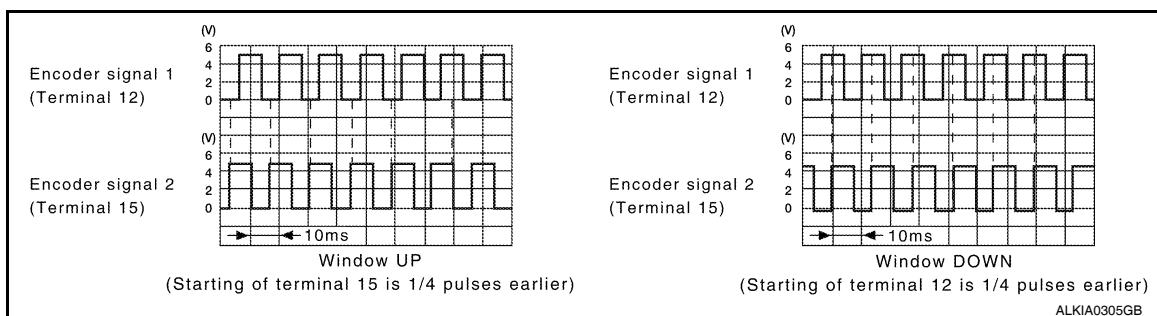 (V)
6
4
2
0
Encoder signal 1
(Terminal 12)
(V)
6
4
2
0
Encoder signal 2
(Terminal 15)
10ms
Window UP
(Starting of terminal 15 is 1/4 pulses earlier)
(V)
6
4
2
0
Encoder signal 1
(Terminal 12)
(V)
6
4
2
0
Encoder signal 2
(Terminal 15)
10ms
Window DOWN
(Starting of terminal 12 is 1/4 pulses earlier)
ALKIA0305GB